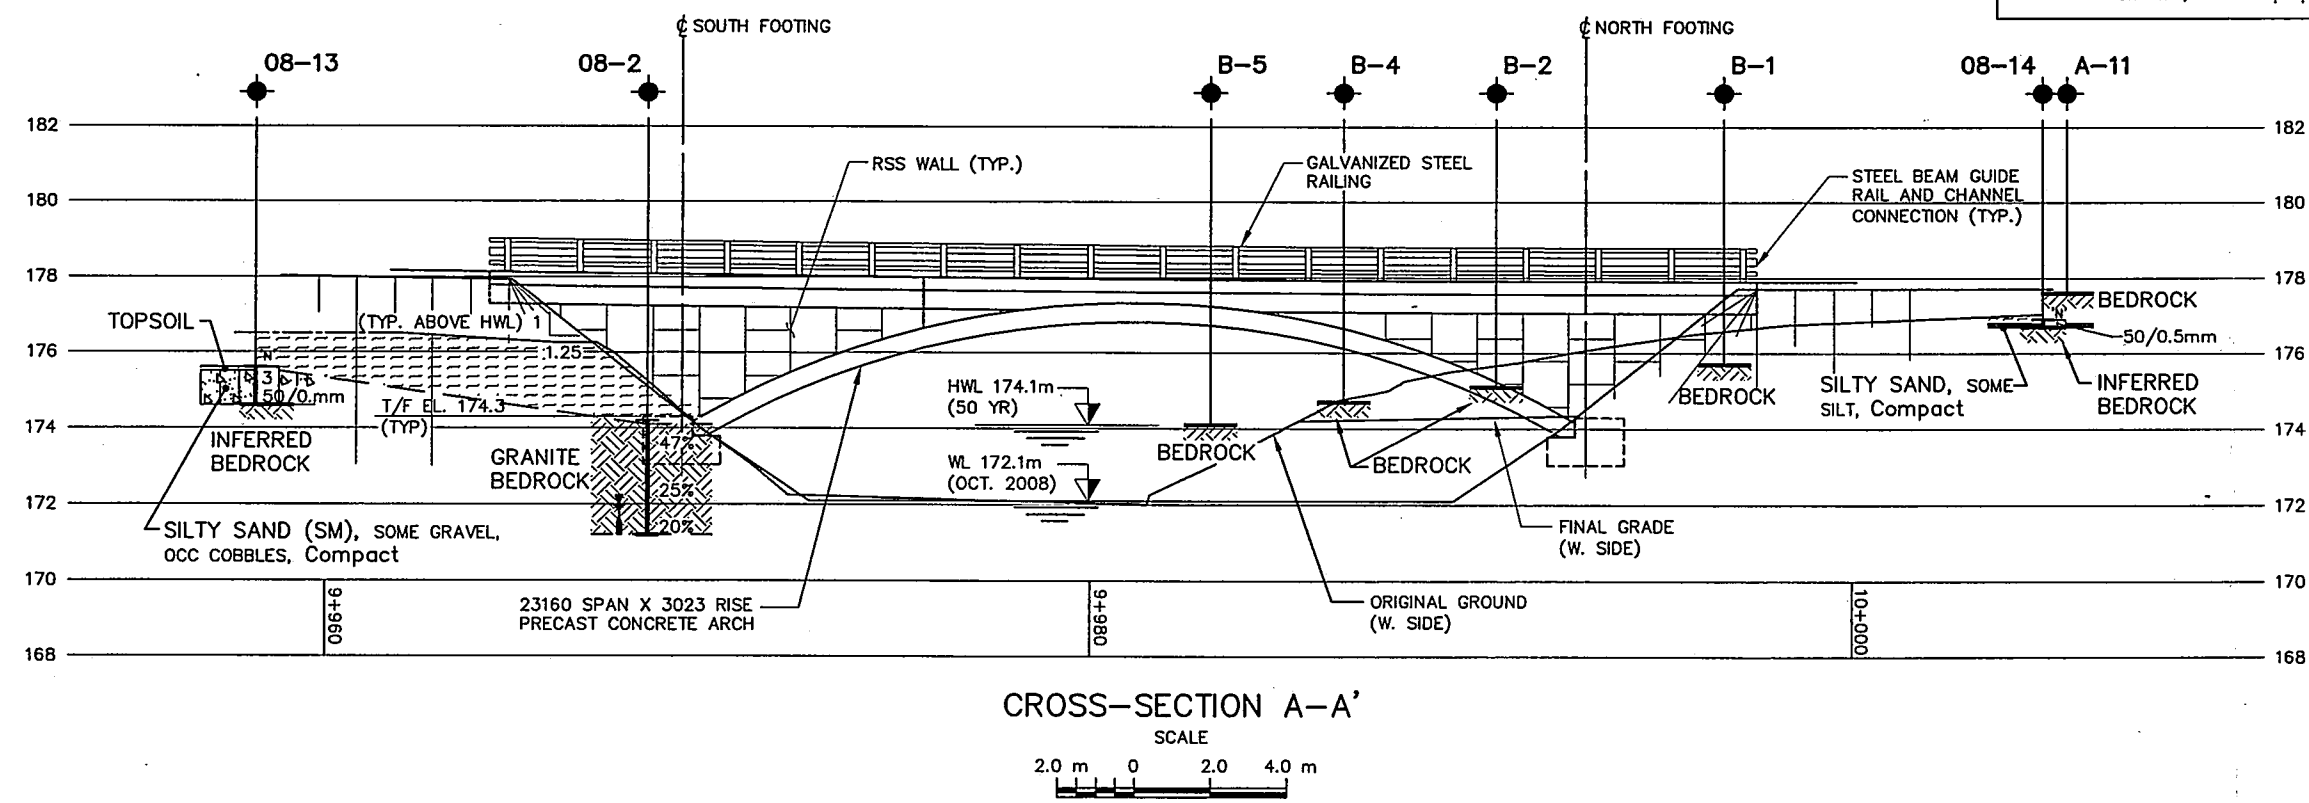 ℄ SOUTH FOOTING
℄ NORTH FOOTING
08-13
08-2
B-5
B-4
B-2
B-1
08-14
A-11
182
182
RSS WALL (TYP.)
GALVANIZED STEEL
RAILING
STEEL BEAM GUIDE
RAIL AND CHANNEL
CONNECTION (TYP.)
180
180
178
178
TOPSOIL
(TYP. ABOVE HWL) 1
1.25
BEDROCK
N
N
50/0.5mm
176
176
3
50/0.mm
T/F EL. 174.3
(TYP)
HWL 174.1m
(50 YR)
BEDROCK
SILTY SAND, SOME
SILT, Compact
INFERRED
BEDROCK
174
174
INFERRED
BEDROCK
GRANITE
BEDROCK
47%
25%
20%
BEDROCK
BEDROCK
WL 172.1m
(OCT. 2008)
172
172
SILTY SAND (SM), SOME GRAVEL,
OCC COBBLES, Compact
FINAL GRADE
(W. SIDE)
170
170
9+960
9+980
10+000
23160 SPAN X 3023 RISE
PRECAST CONCRETE ARCH
ORIGINAL GROUND
(W. SIDE)
168
168
CROSS-SECTION A-A'
SCALE
2.0 m 0 2.0 4.0 m